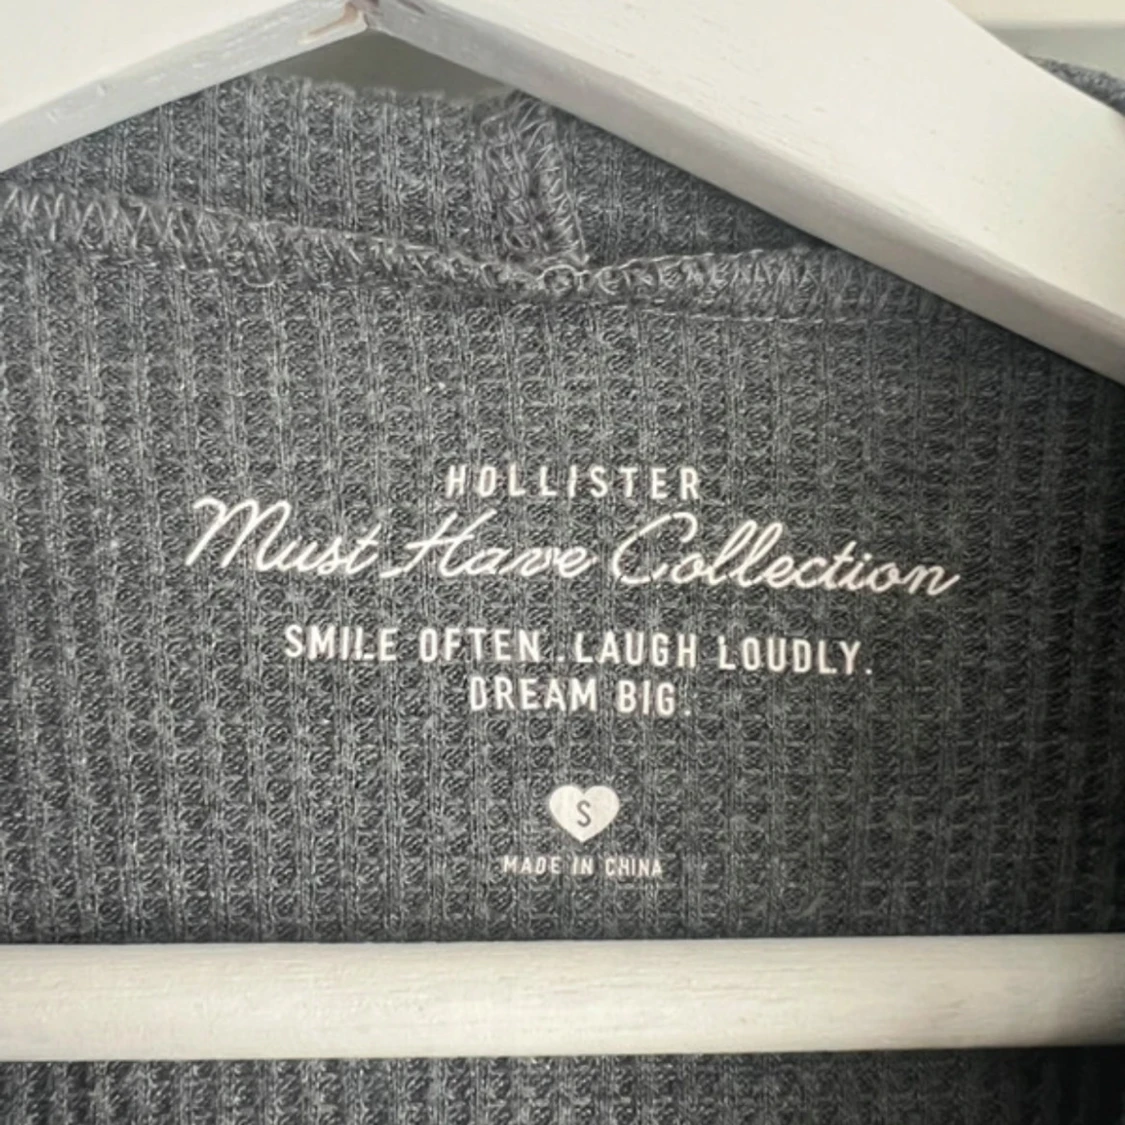 HOLLISTER
Must Have Collection
SMILE OFTEN. LAUGH LOUDLY.
DREAM BIG.
S
MADE IN CHINA